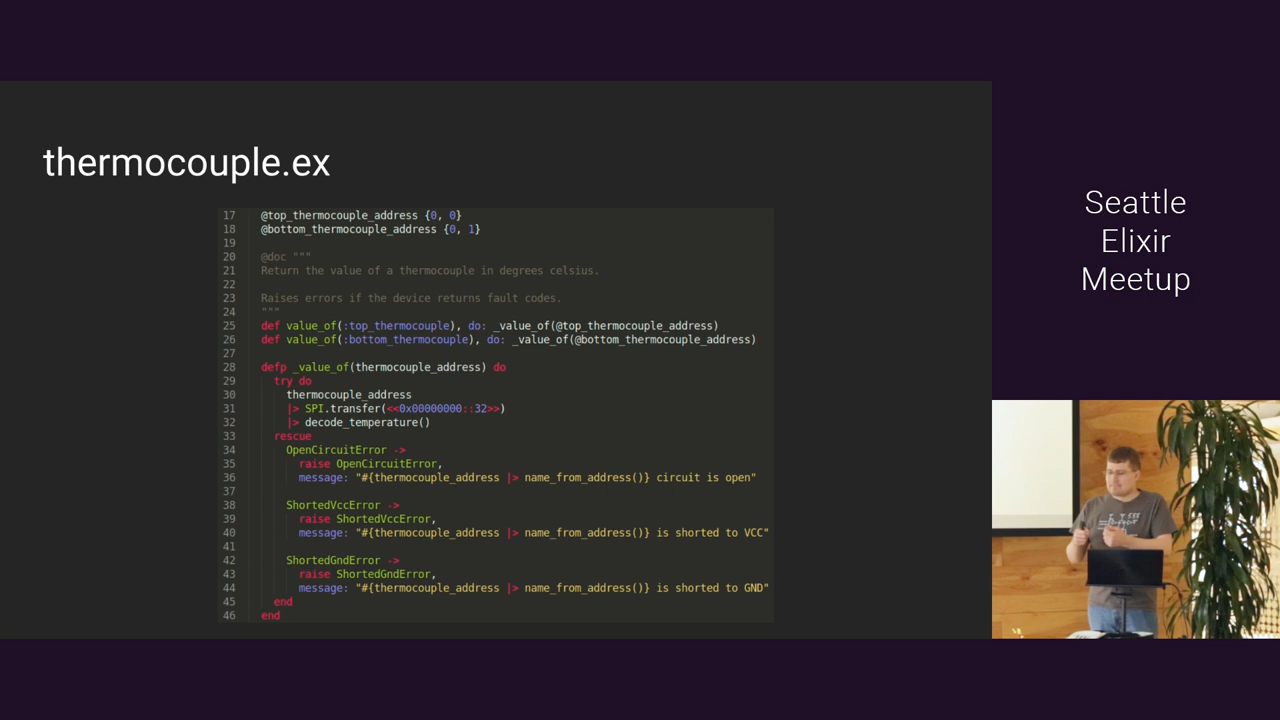 thermocouple.ex
17 @top_thermocouple_address {0, 0}
18 @bottom_thermocouple_address {0, 1}
19
20 @doc """
21 Return the value of a thermocouple in degrees celsius.
22
23 Raises errors if the device returns fault codes.
24 """
25 def value_of(:top_thermocouple), do: _value_of(@top_thermocouple_address)
26 def value_of(:bottom_thermocouple), do: _value_of(@bottom_thermocouple_address)
27
28 defp _value_of(thermocouple_address) do
29 try do
30 thermocouple_address
31 |> SPI.transfer(<<0x00000000::32>>)
32 |> decode_temperature()
33 rescue
34 OpenCircuitError ->
35 raise OpenCircuitError,
36 message: "#{thermocouple_address |> name_from_address()} circuit is open"
37
38 ShortedVccError ->
39 raise ShortedVccError,
40 message: "#{thermocouple_address |> name_from_address()} is shorted to VCC"
41
42 ShortedGndError ->
43 raise ShortedGndError,
44 message: "#{thermocouple_address |> name_from_address()} is shorted to GND"
45 end
46 end
Seattle
Elixir
Meetup